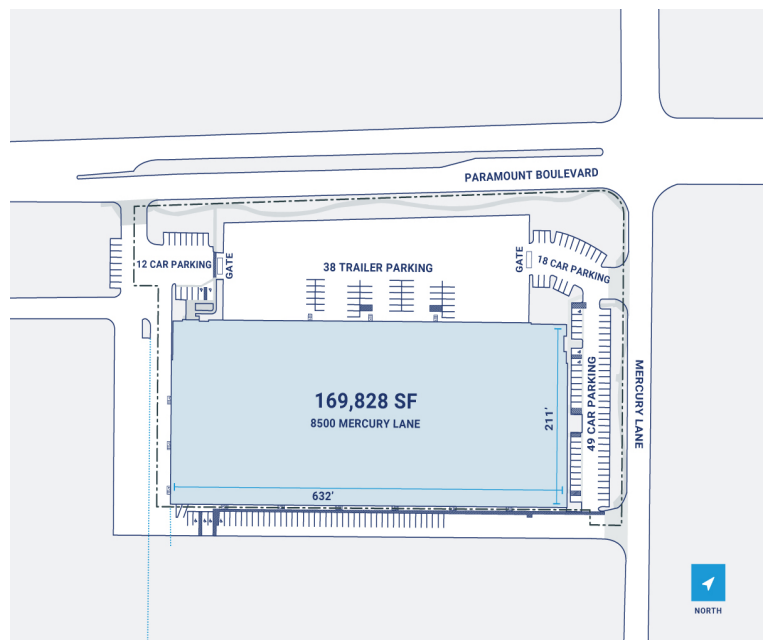 PARAMOUNT BOULEVARD
12 CAR PARKING
GATE
38 TRAILER PARKING
GATE
18 CAR PARKING
169,828 SF
8500 MERCURY LANE
211'
49 CAR PARKING
MERCURY LANE
632'
NORTH